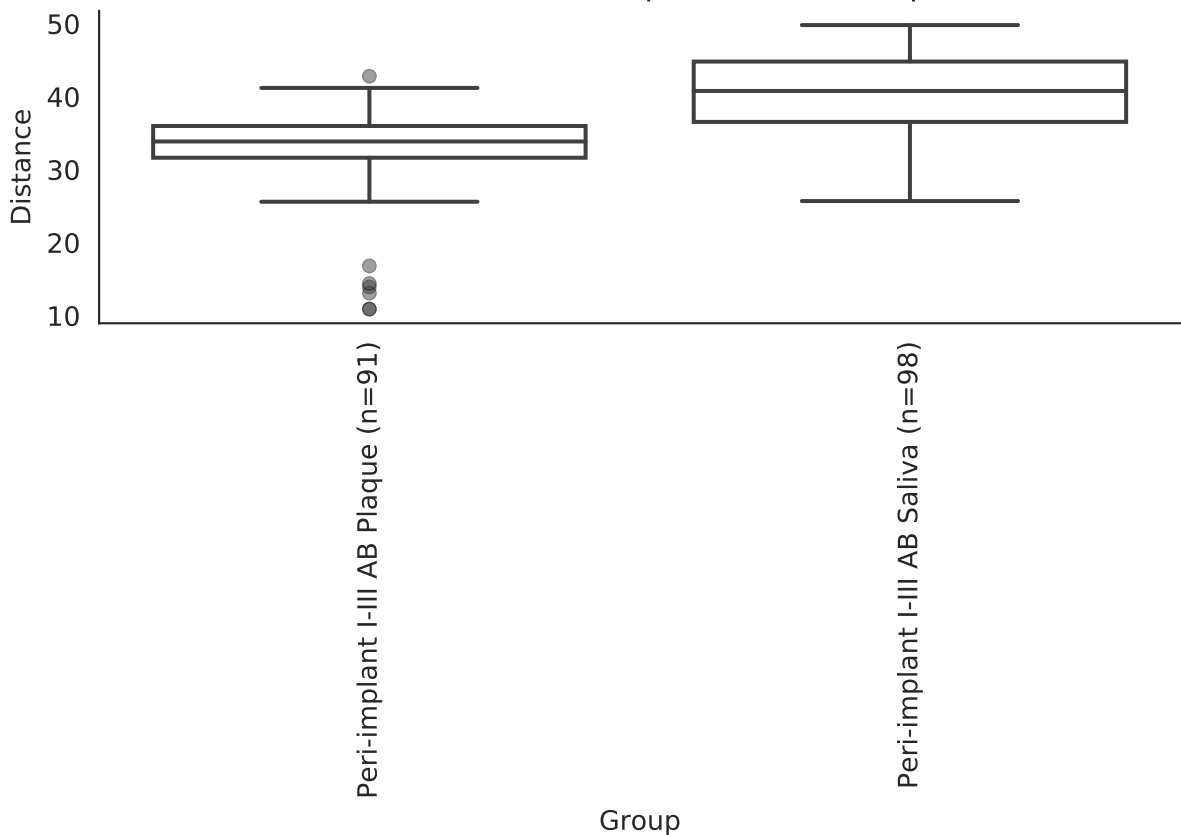 50
40
30
20
10
Distance
Peri-implant I-III AB Plaque (n=91)
Peri-implant I-III AB Saliva (n=98)
Group